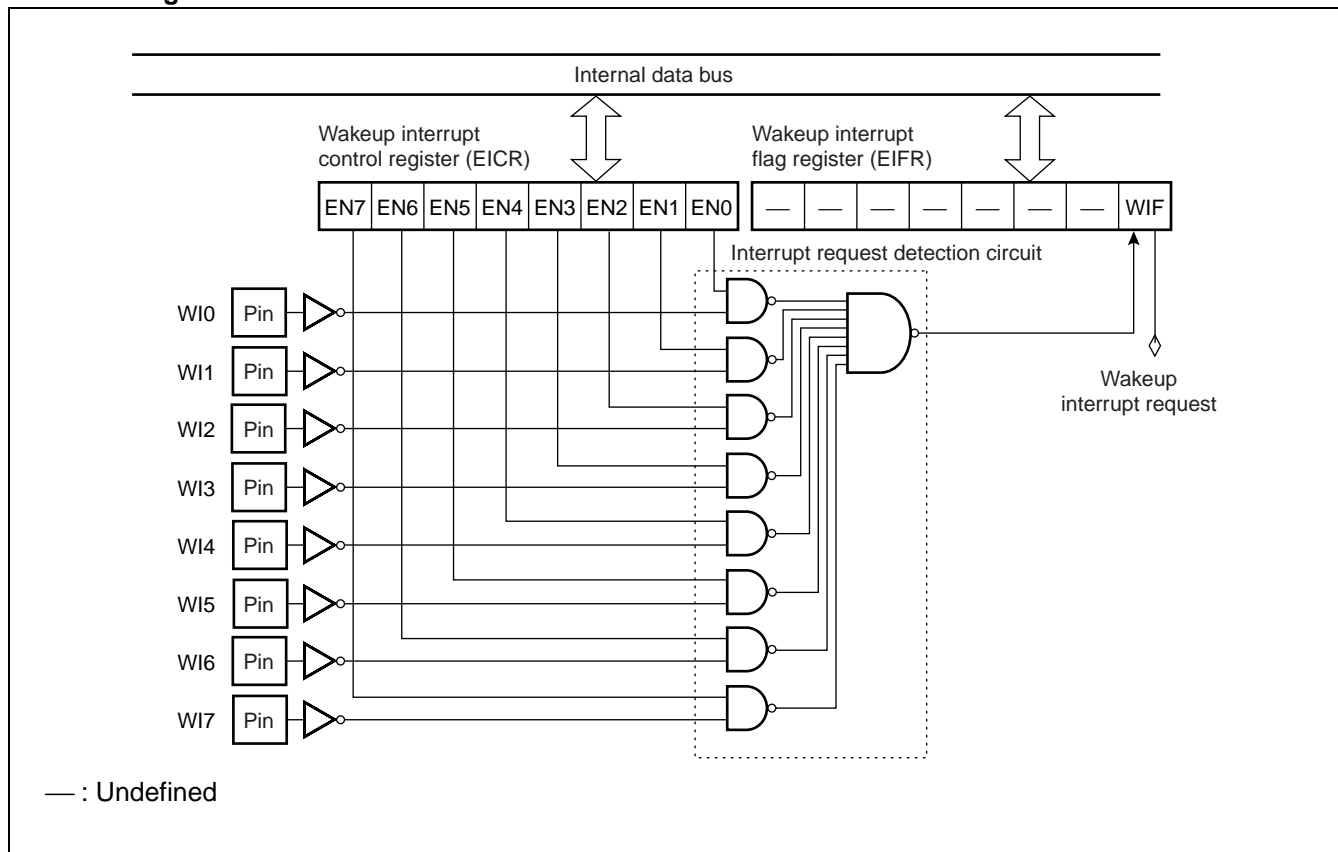 Internal data bus
Wakeup interrupt
control register (EICR)
Wakeup interrupt
flag register (EIFR)
EN7 EN6 EN5 EN4 EN3 EN2 EN1 EN0 — — — — — — — WIF
Interrupt request detection circuit
WI0 Pin
WI1 Pin
WI2 Pin
WI3 Pin
WI4 Pin
WI5 Pin
WI6 Pin
WI7 Pin
Wakeup
interrupt request
— : Undefined